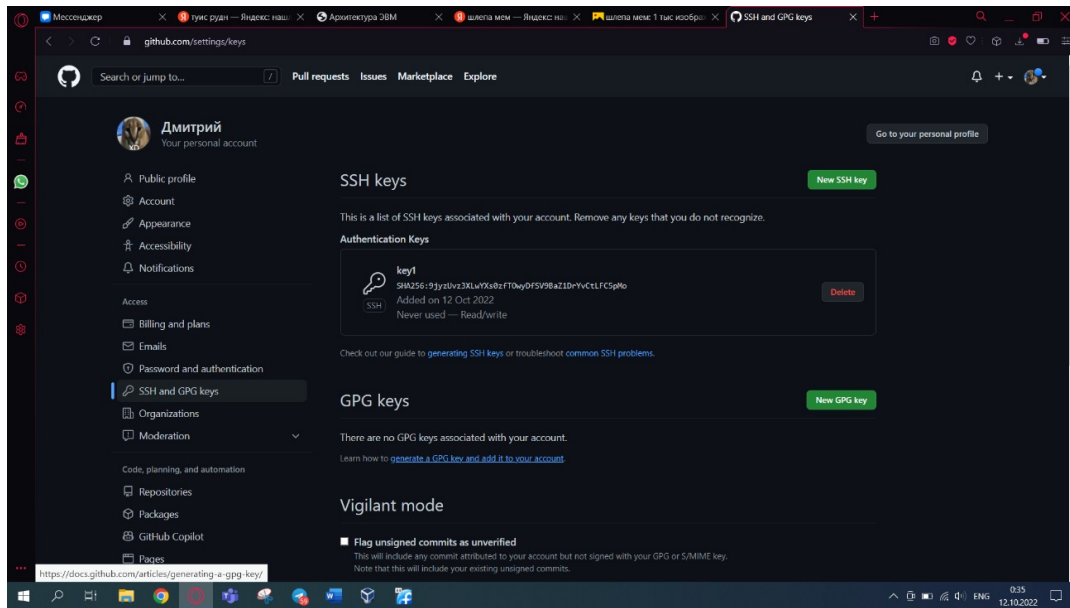 Мессенджер
туис рудн — Яндекс: наш
Архитектура ЭВМ
шлепа мем — Яндекс: на
шлепа мем: 1 тыс изобра
SSH and GPG keys
github.com/settings/keys
Search or jump to...
/
Pull requests Issues Marketplace Explore
Дмитрий
Your personal account
Go to your personal profile
Public profile
Account
Appearance
Accessibility
Notifications
Access
Billing and plans
Emails
Password and authentication
SSH and GPG keys
Organizations
Moderation
Code, planning, and automation
Repositories
Packages
GitHub Copilot
Pages
SSH keys
New SSH key
This is a list of SSH keys associated with your account. Remove any keys that you do not recognize.
Authentication Keys
key1
SHA256:9jyzUvz3XLwYXs0zfTOwyDfSV9BaZ1DrYvCtLFC5pMo
SSH
Added on 12 Oct 2022
Never used — Read/write
Delete
Check out our guide to generating SSH keys or troubleshoot common SSH problems.
GPG keys
New GPG key
There are no GPG keys associated with your account.
Learn how to generate a GPG key and add it to your account.
Vigilant mode
Flag unsigned commits as unverified
This will include any commit attributed to your account but not signed with your GPG or S/MIME key.
Note that this will include your existing unsigned commits.
https://docs.github.com/articles/generating-a-gpg-key/
ENG
0:35
12.10.2022